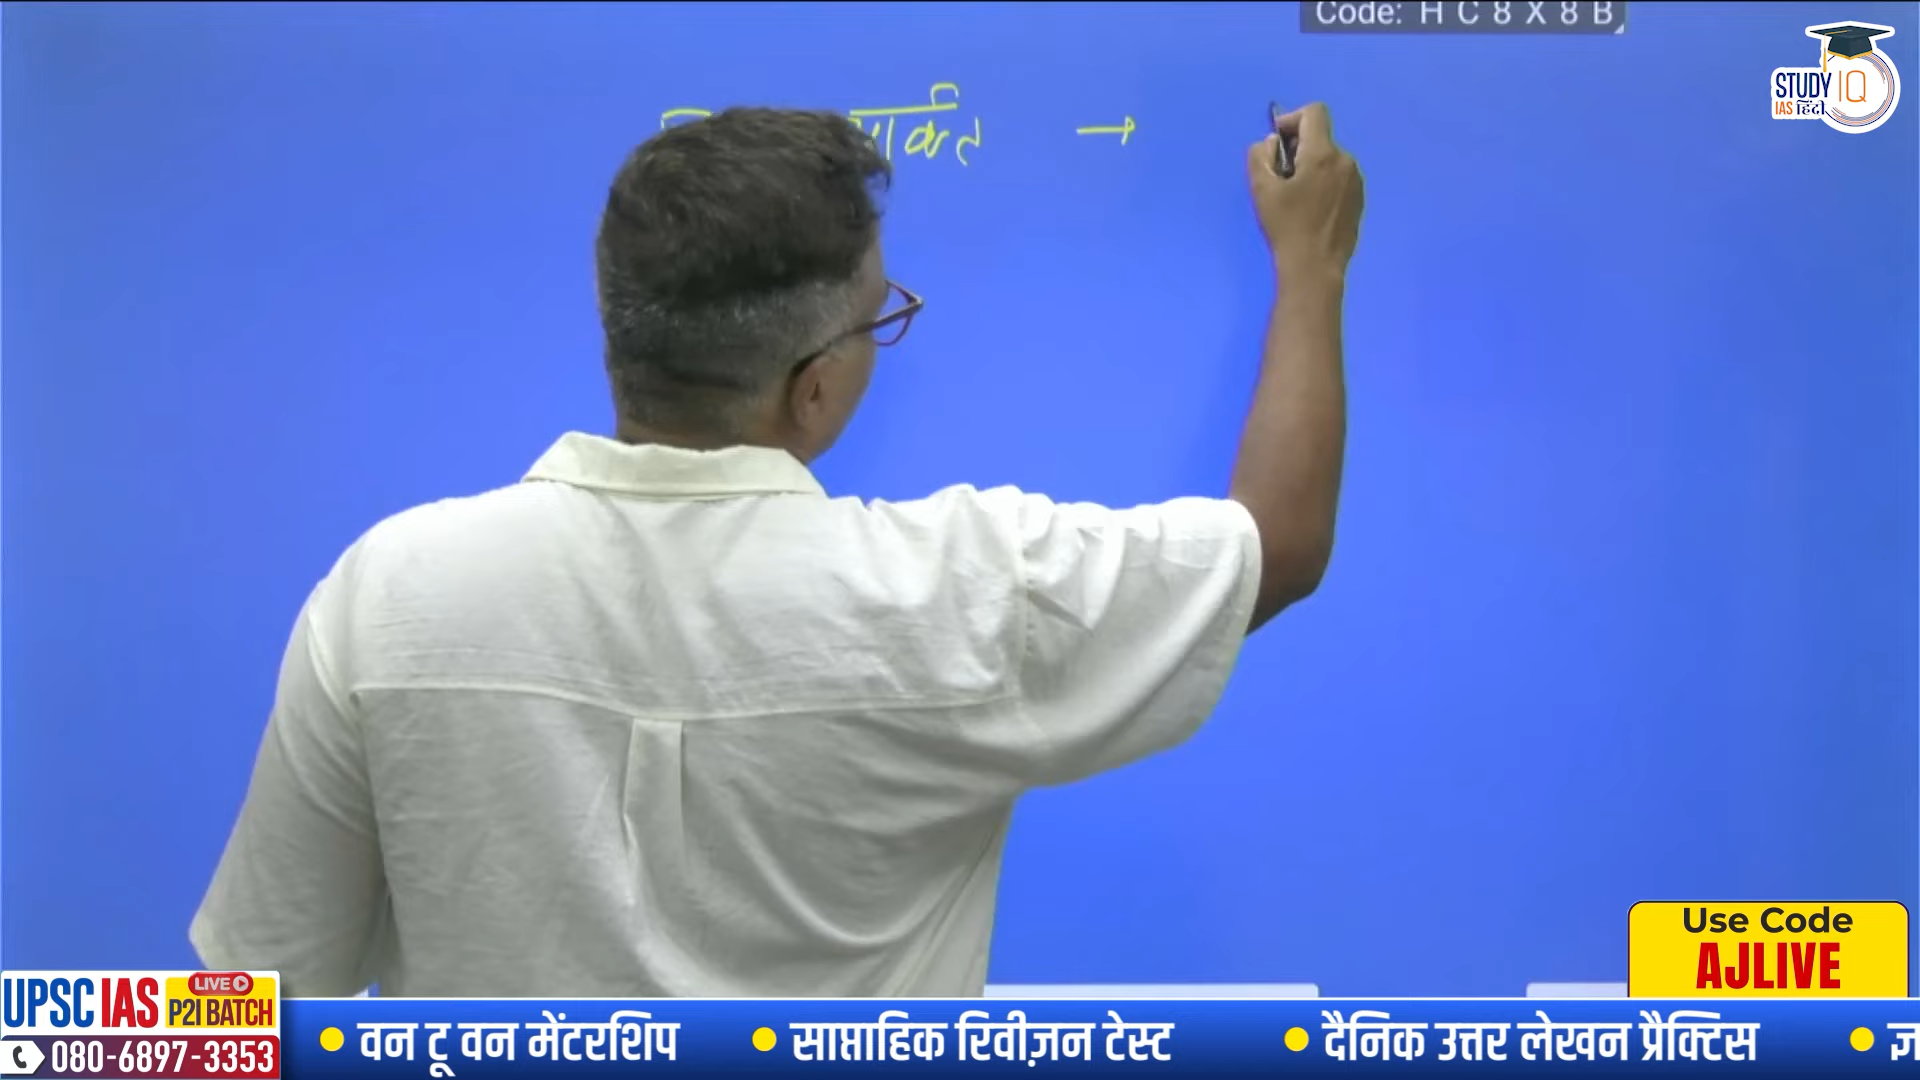 Code: H C 8 X 8 B
STUDY IQ
IAS हिंदी
→
Use Code
AJLIVE
UPSC IAS LIVE P2I BATCH
080-6897-3353
वन टू वन मेंटरशिप साप्ताहिक रिवीज़न टेस्ट दैनिक उत्तर लेखन प्रैक्टिस